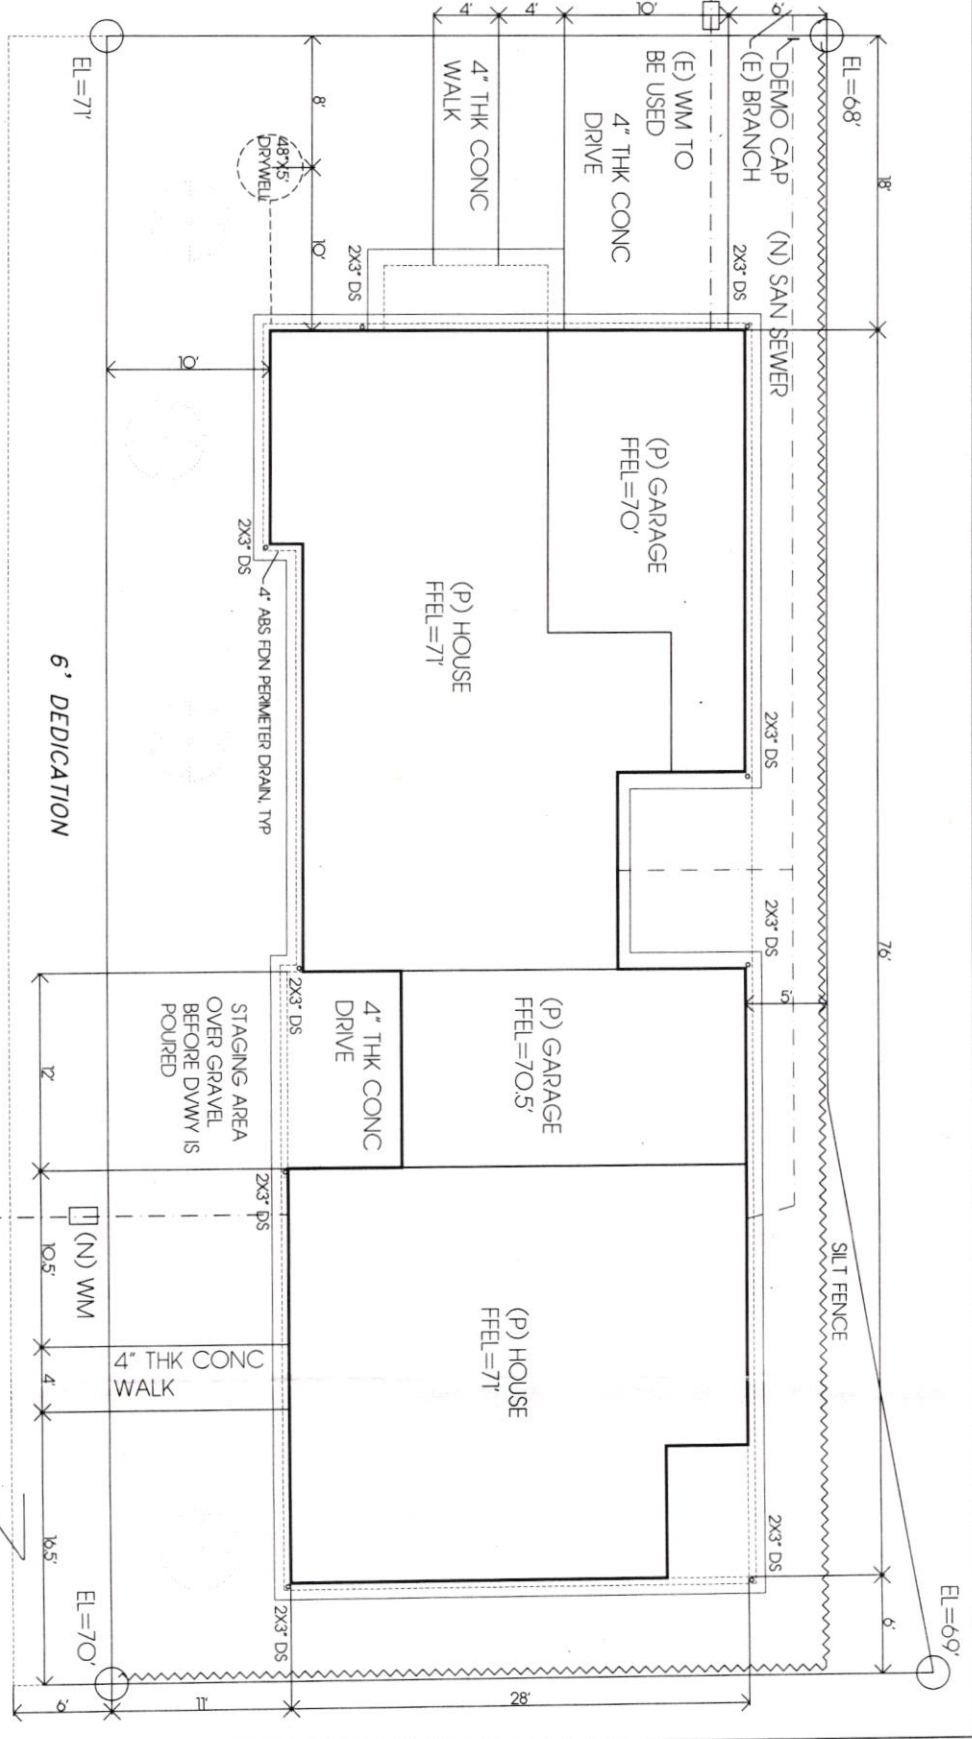 4'
4'
10'
6'
EL=71'
EL=68'
8'
4" THK CONC
WALK
4" THK CONC
DRIVE
(E) WM TO
BE USED
DEMO CAP
(E) BRANCH
18'
48"X5'
DRYWELL
10'
2X3" DS
2X3" DS
(N) SAN SEWER
10'
(P) GARAGE
FFEL=70'
2X3" DS
4" ABS FDN PERIMETER DRAIN, TYP
(P) HOUSE
FFEL=71'
2X3" DS
6' DEDICATION
2X3" DS
76'
5'
2X3" DS
STAGING AREA
OVER GRAVEL
BEFORE DVWY IS
POURED
4" THK CONC
DRIVE
(P) GARAGE
FFEL=70.5'
12'
2X3" DS
(N) WM
10.5'
SILT FENCE
4" THK CONC
WALK
4'
(P) HOUSE
FFEL=71'
16.5'
2X3" DS
2X3" DS
EL=70'
EL=69'
6'
6'
11'
28'